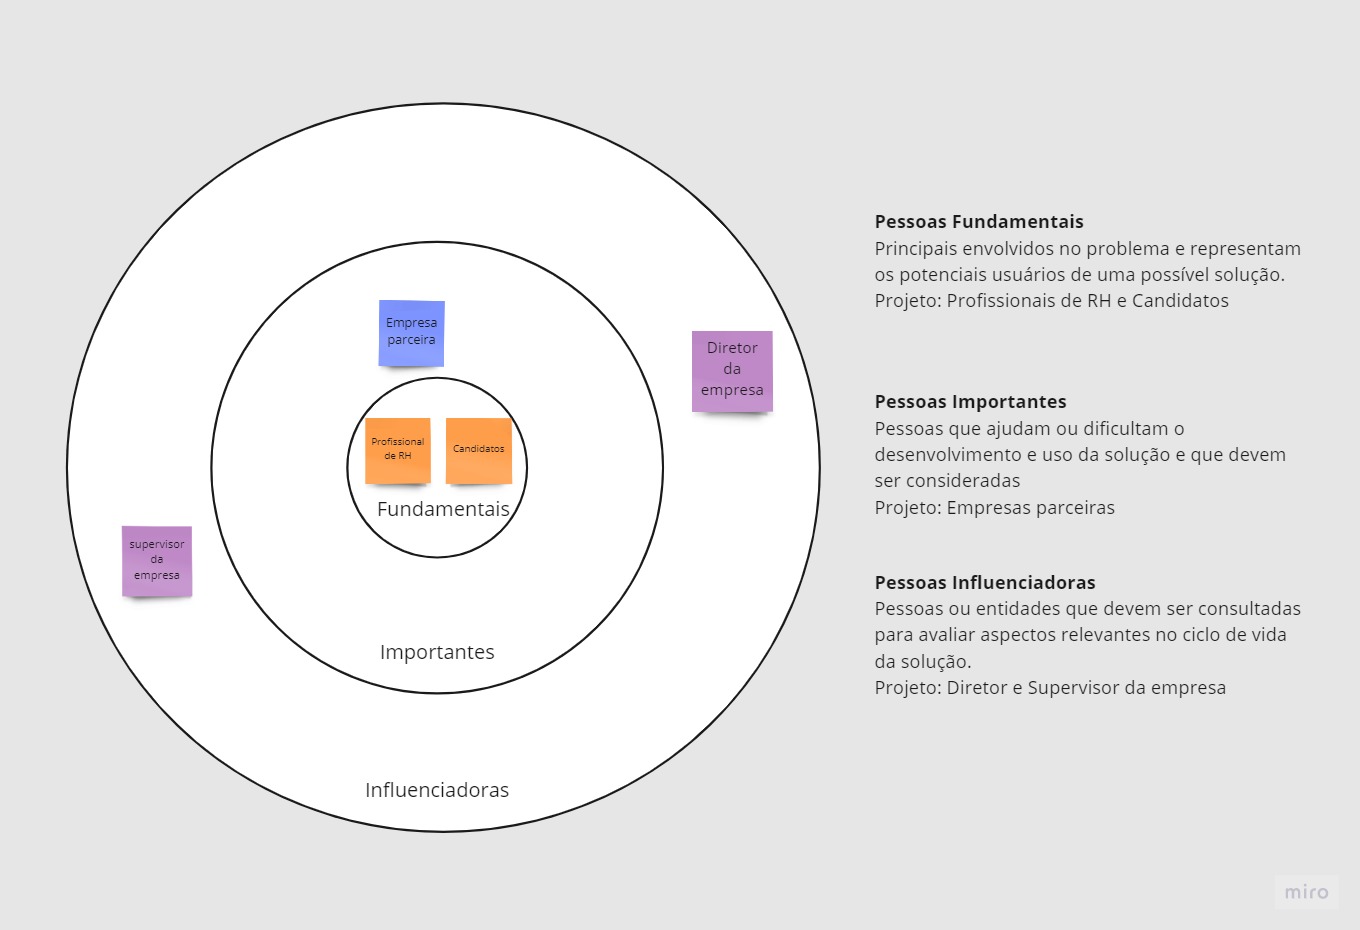 Empresa
parceira
Diretor
da
empresa
Profissional
de RH
Candidatos
Fundamentais
supervisor
da
empresa
Importantes
Influenciadoras
Pessoas Fundamentais
Principais envolvidos no problema e representam
os potenciais usuários de uma possível solução.
Projeto: Profissionais de RH e Candidatos
Pessoas Importantes
Pessoas que ajudam ou dificultam o
desenvolvimento e uso da solução e que devem
ser consideradas
Projeto: Empresas parceiras
Pessoas Influenciadoras
Pessoas ou entidades que devem ser consultadas
para avaliar aspectos relevantes no ciclo de vida
da solução.
Projeto: Diretor e Supervisor da empresa
miro